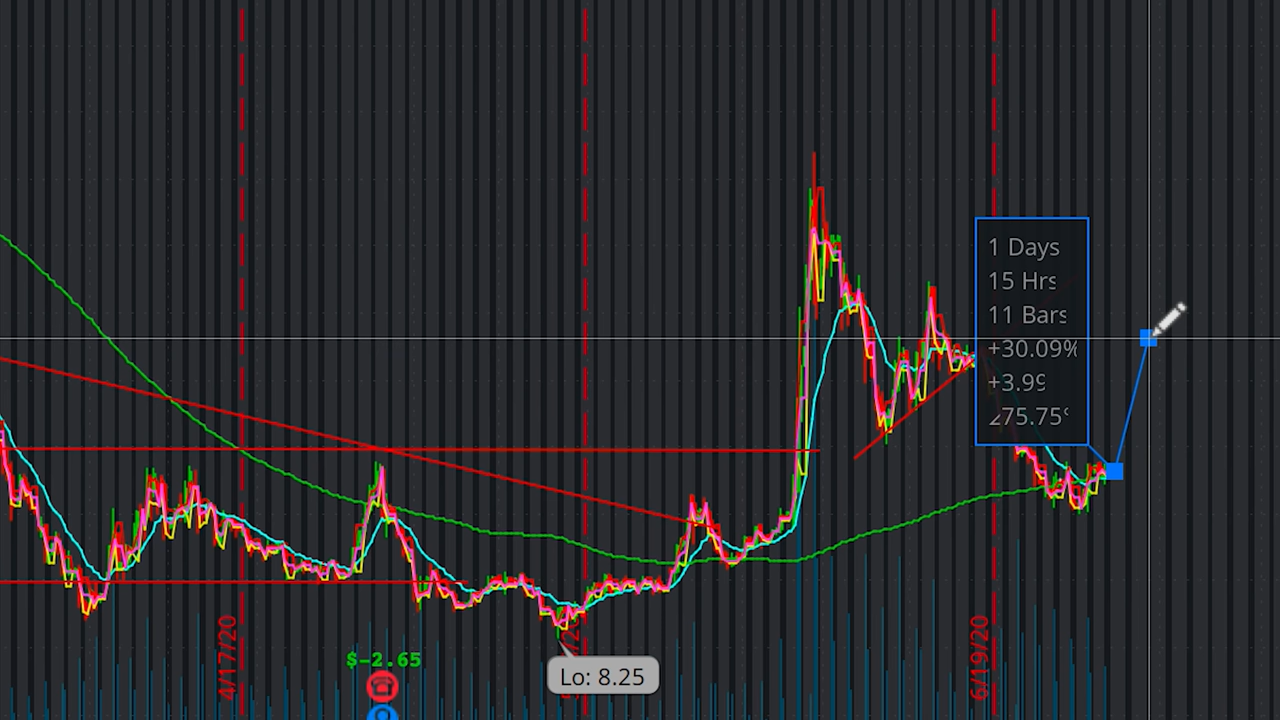 1 Days
15 Hrs
11 Bars
+30.09%
+3.99
∠75.75°
4/17/20
6/19/20
$-2.65
Lo: 8.25